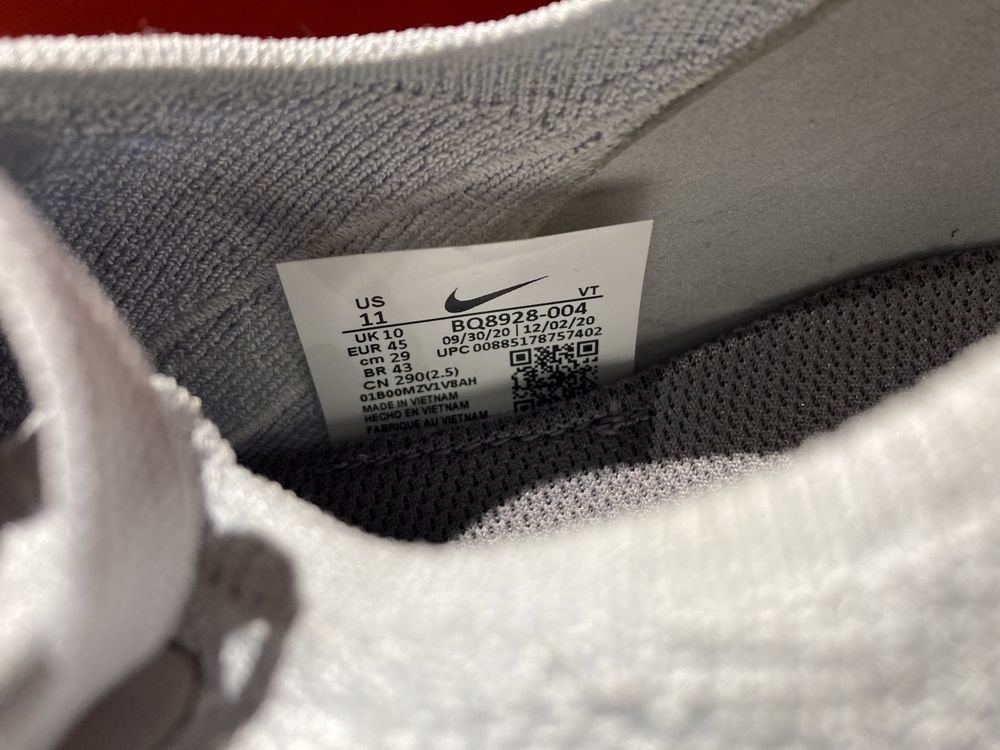 US
11
VT
UK 10
BQ8928-004
EUR 45
09/30/20 | 12/02/20
cm 29
UPC 00885178757402
BR 43
CN 290(2.5)
01B00MZV1V8AH
MADE IN VIETNAM
HECHO EN VIETNAM
FABRIQUE AU VIETNAM